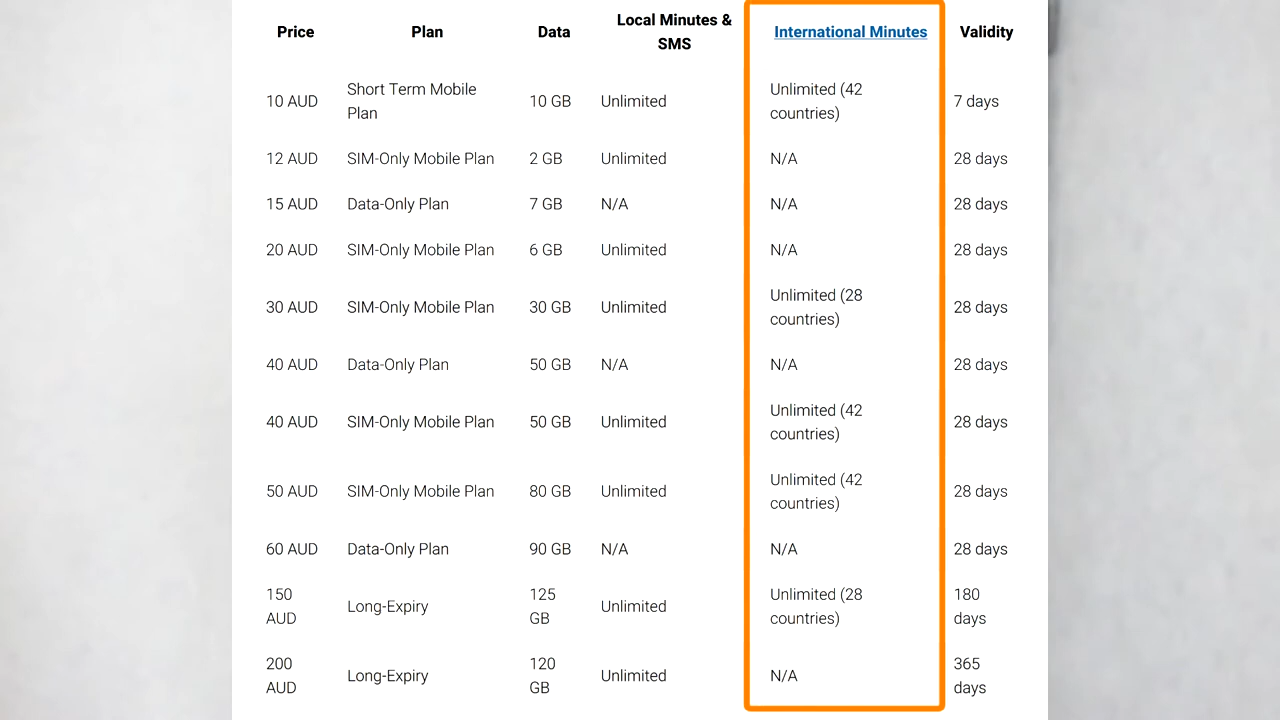 Price Plan Data Local Minutes & SMS International Minutes Validity
10 AUD Short Term Mobile Plan 10 GB Unlimited Unlimited (42 countries) 7 days
12 AUD SIM-Only Mobile Plan 2 GB Unlimited N/A 28 days
15 AUD Data-Only Plan 7 GB N/A N/A 28 days
20 AUD SIM-Only Mobile Plan 6 GB Unlimited N/A 28 days
30 AUD SIM-Only Mobile Plan 30 GB Unlimited Unlimited (28 countries) 28 days
40 AUD Data-Only Plan 50 GB N/A N/A 28 days
40 AUD SIM-Only Mobile Plan 50 GB Unlimited Unlimited (42 countries) 28 days
50 AUD SIM-Only Mobile Plan 80 GB Unlimited Unlimited (42 countries) 28 days
60 AUD Data-Only Plan 90 GB N/A N/A 28 days
150 AUD Long-Expiry 125 GB Unlimited Unlimited (28 countries) 180 days
200 AUD Long-Expiry 120 GB Unlimited N/A 365 days